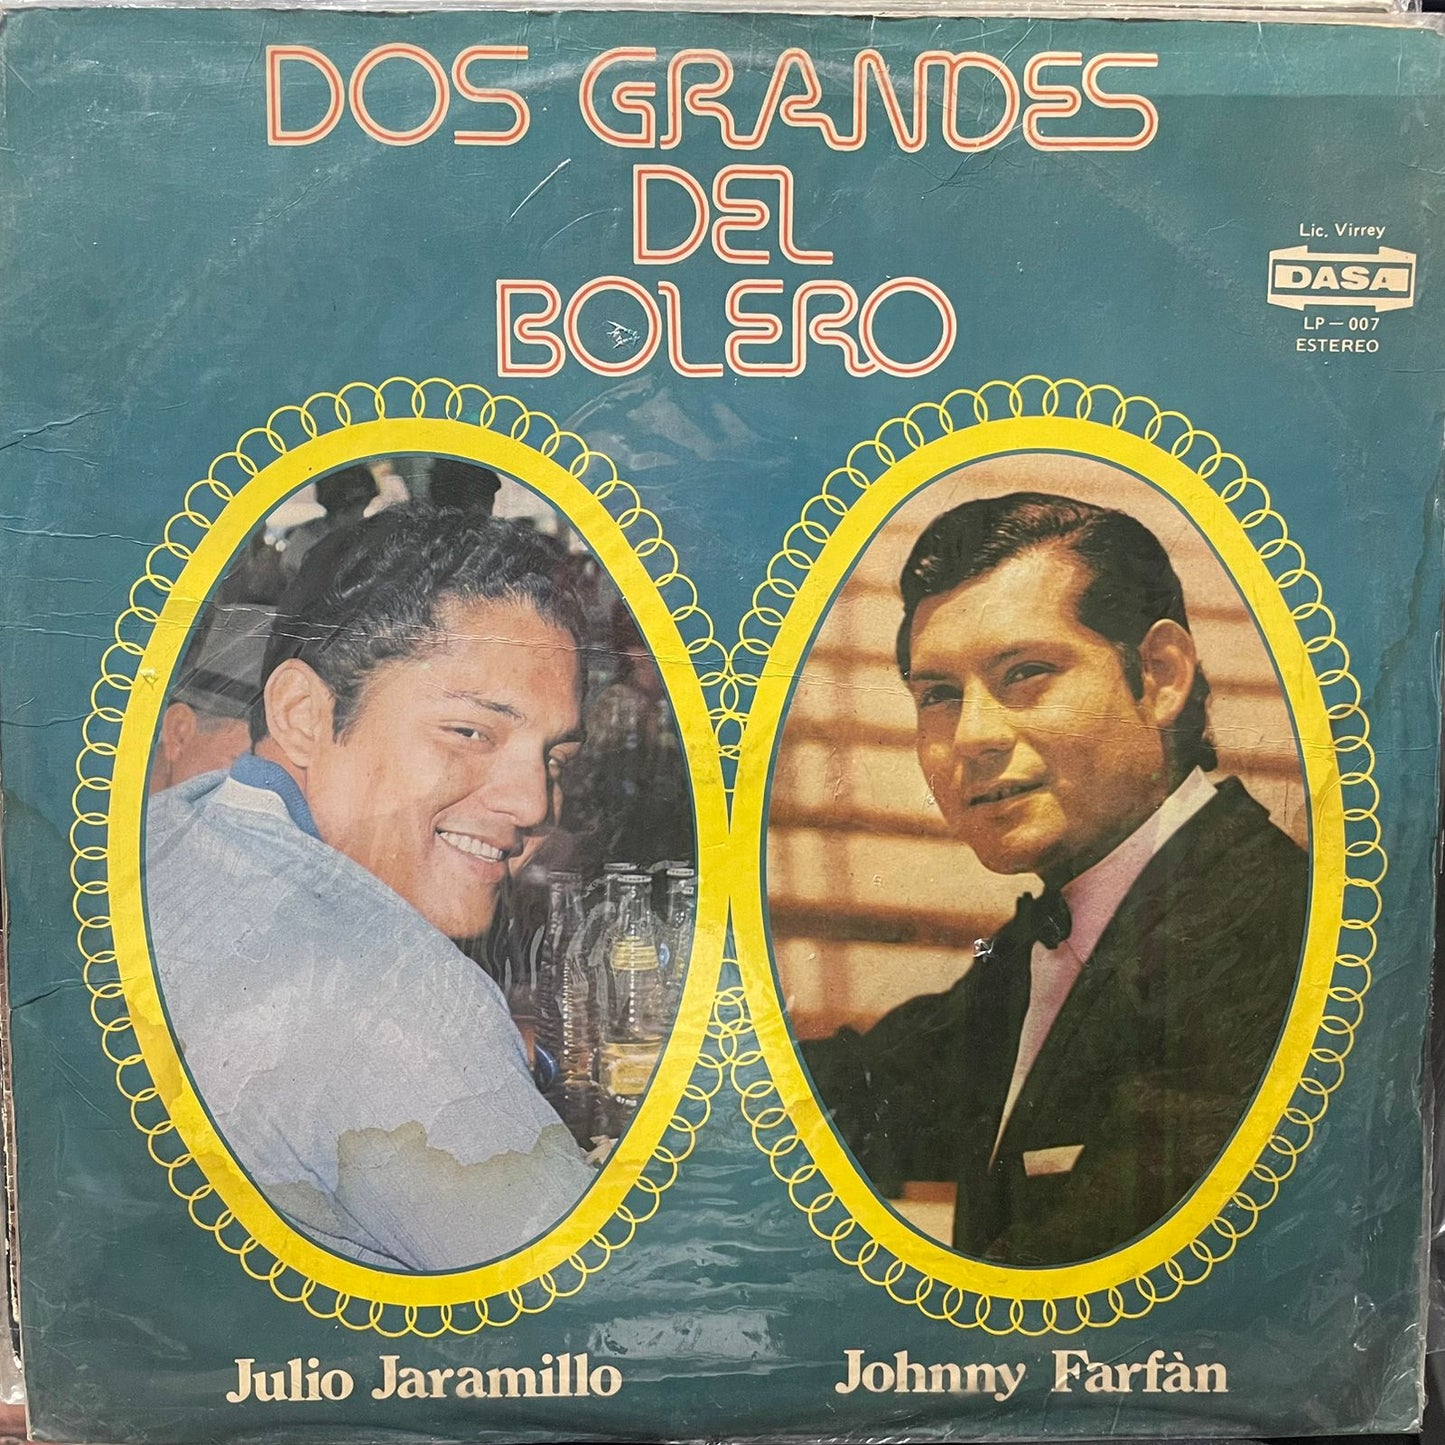 DOS GRANDES
DEL
BOLERO
Lic. Virrey
DASA
LP — 007
ESTEREO
Julio Jaramillo
Johnny Farfàn